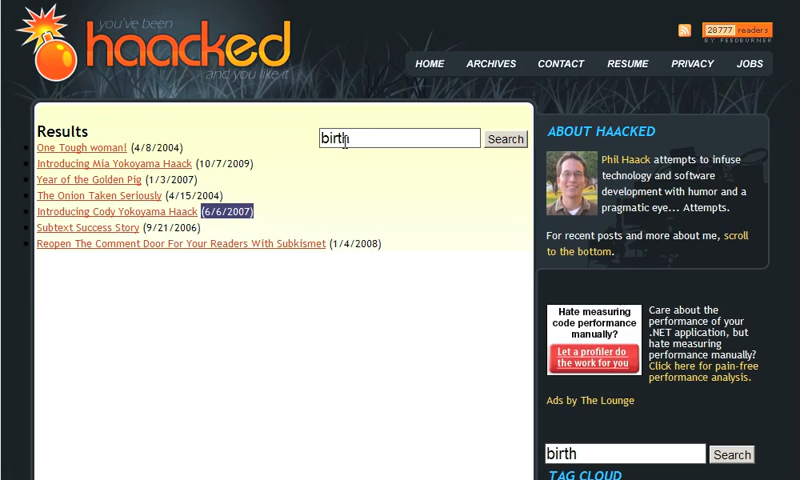 you've been
haacked
and you like it
28777 readers
BY FEEDBURNER
HOME ARCHIVES CONTACT RESUME PRIVACY JOBS
Results
birth Search
One Tough woman! (4/8/2004)
Introducing Mia Yokoyama Haack (10/7/2009)
Year of the Golden Pig (1/3/2007)
The Onion Taken Seriously (4/15/2004)
Introducing Cody Yokoyama Haack (6/6/2007)
Subtext Success Story (9/21/2006)
Reopen The Comment Door For Your Readers With Subkismet (1/4/2008)
ABOUT HAACKED
Phil Haack attempts to infuse
technology and software
development with humor and a
pragmatic eye... Attempts.
For recent posts and more about me, scroll
to the bottom.
Hate measuring
code performance
manually?
Let a profiler do
the work for you
Care about the
performance of your
.NET application, but
hate measuring
performance manually?
Click here for pain-free
performance analysis.
Ads by The Lounge
birth Search
TAG CLOUD